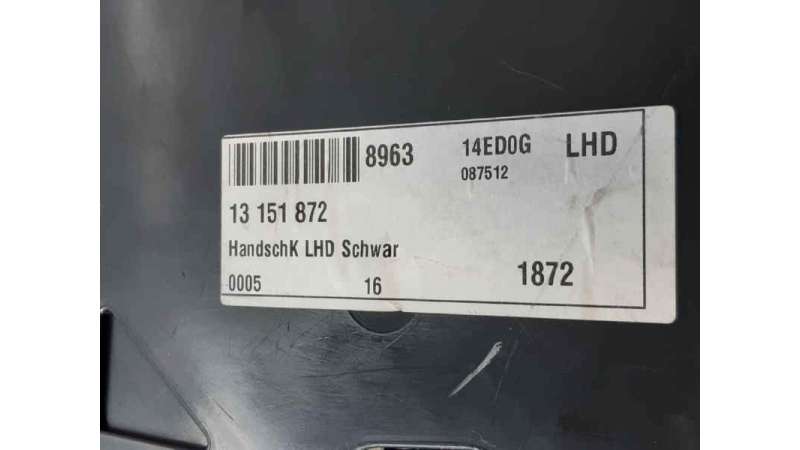 8963 14ED0G LHD
087512
13 151 872
HandschK LHD Schwar
0005 16 1872